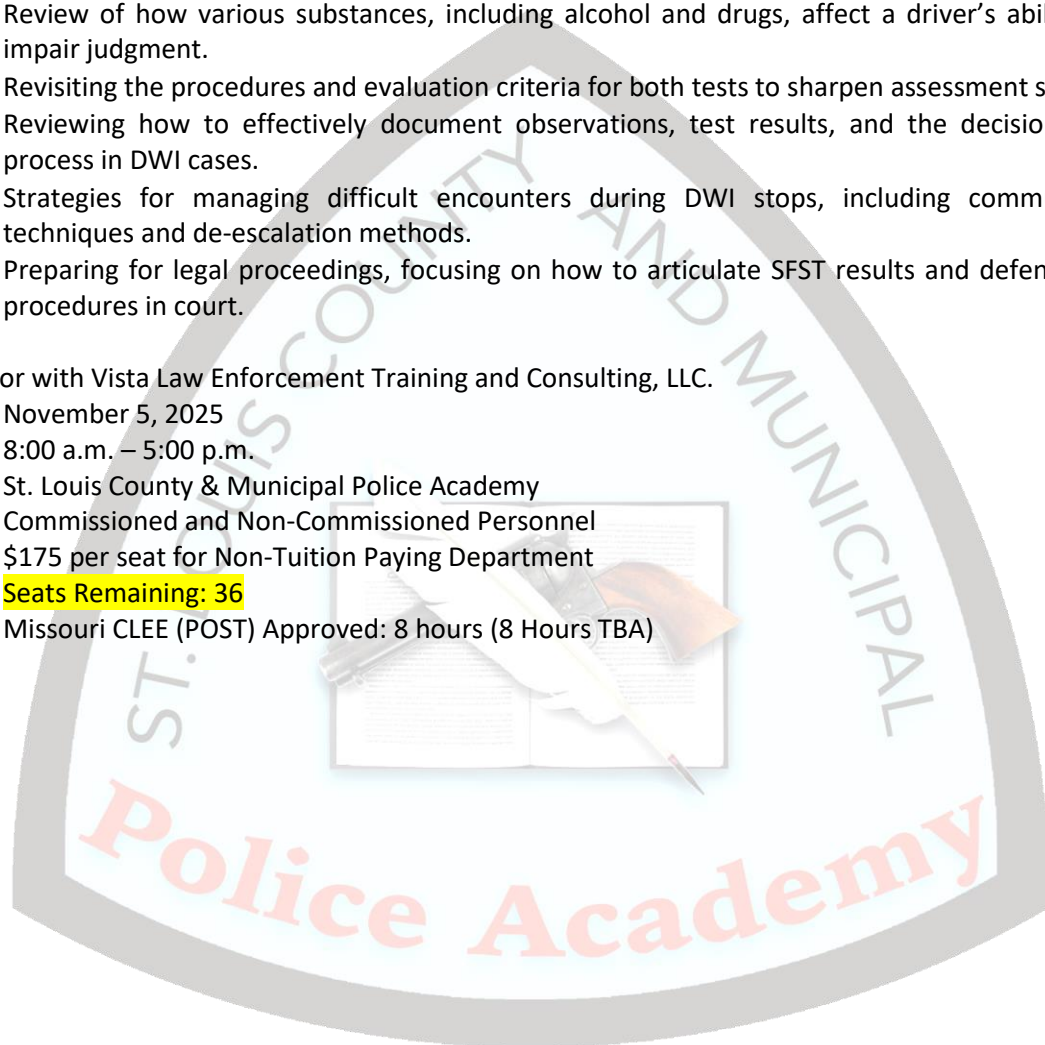 Review of how various substances, including alcohol and drugs, affect a driver’s
impair judgment.
Revisiting the procedures and evaluation criteria for both tests to sharpen assessment
Reviewing how to effectively document observations, test results, and the
process in DWI cases.
Strategies for managing difficult encounters during DWI stops, including
techniques and de-escalation methods.
Preparing for legal proceedings, focusing on how to articulate SFST results and
procedures in court.
with Vista Law Enforcement Training and Consulting, LLC.
November 5, 2025
8:00 a.m. – 5:00 p.m.
St. Louis County & Municipal Police Academy
Commissioned and Non-Commissioned Personnel
$175 per seat for Non-Tuition Paying Department
Seats Remaining: 36
Missouri CLEE (POST) Approved: 8 hours (8 Hours TBA)
ST. LOUIS COUNTY AND MUNICIPAL
Police Academy